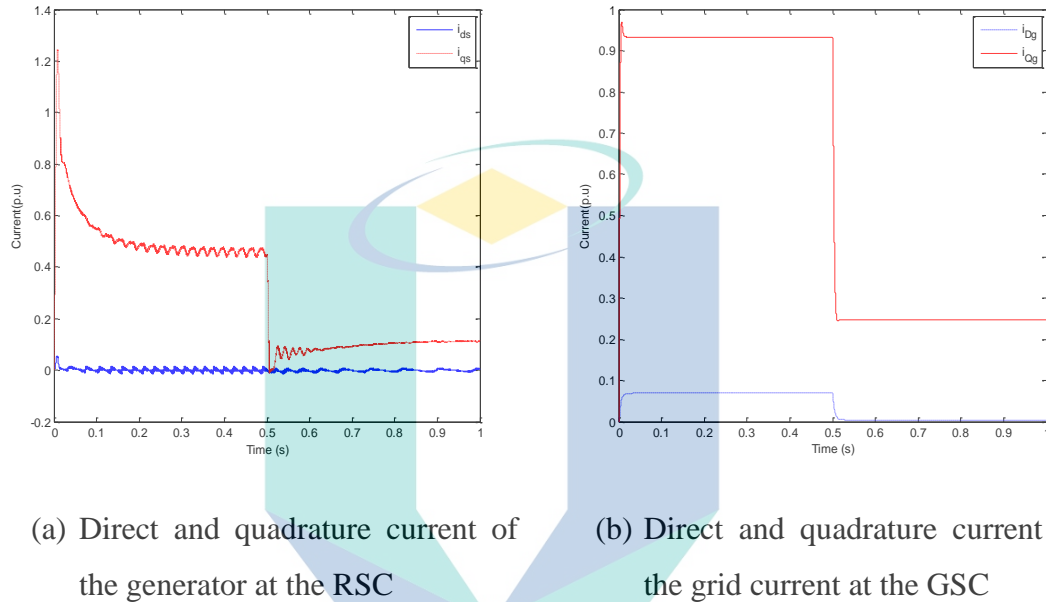 1.4
1.2
1
0.8
0.6
0.4
0.2
0
-0.2
Current(p.u)
0 0.1 0.2 0.3 0.4 0.5 0.6 0.7 0.8 0.9 1
Time (s)
i_ds
i_qs
1
0.9
0.8
0.7
0.6
0.5
0.4
0.3
0.2
0.1
0
Current(p.u)
0 0.1 0.2 0.3 0.4 0.5 0.6 0.7 0.8 0.9 1
Time (s)
i_Dg
i_Qg
(a) Direct and quadrature current of
the generator at the RSC
(b) Direct and quadrature current
the grid current at the GSC